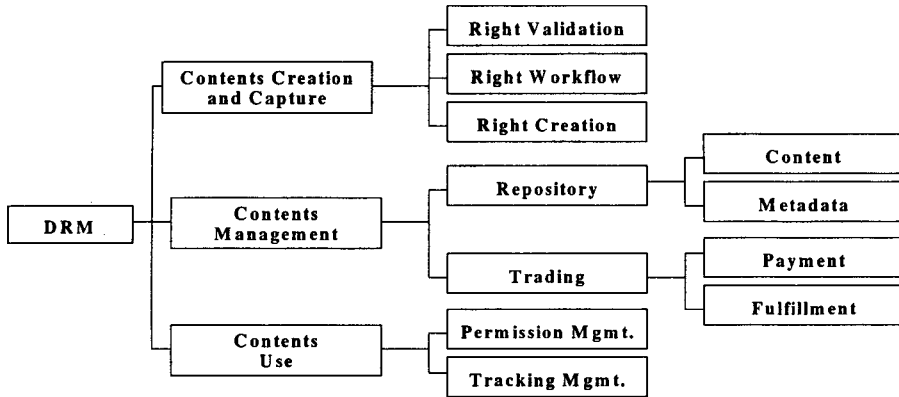 DRM
Contents Creation
and Capture
Right Validation
Right Workflow
Right Creation
Contents
Management
Repository
Content
Metadata
Trading
Payment
Fulfillment
Contents
Use
Permission Mgmt.
Tracking Mgmt.